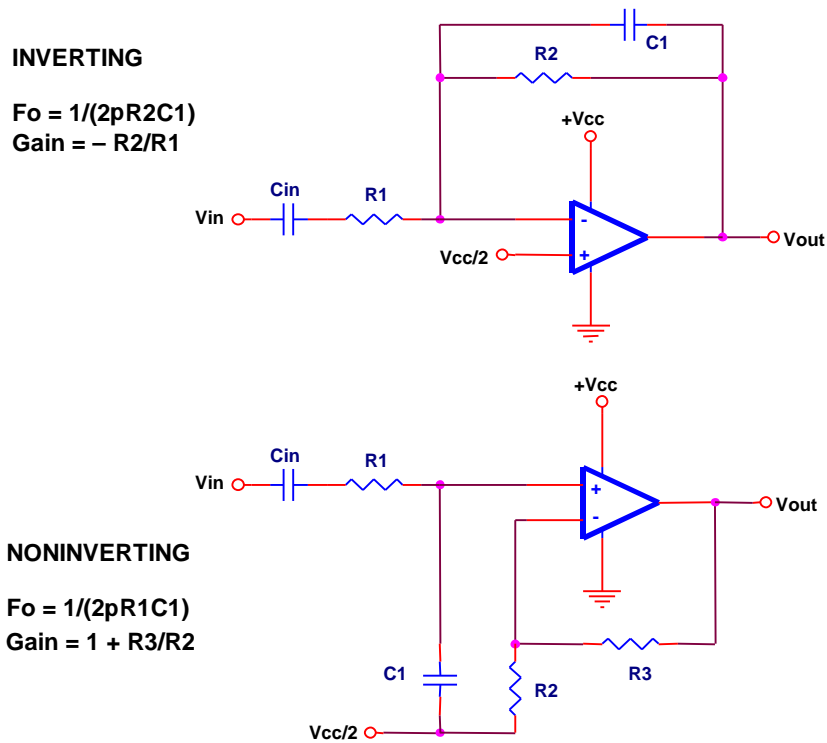 INVERTING
Fo = 1/(2pR2C1)
Gain = – R2/R1
C1
R2
+Vcc
Cin
R1
Vin
-
Vcc/2
+
Vout
+Vcc
Cin
R1
Vin
+
-
Vout
NONINVERTING
Fo = 1/(2pR1C1)
Gain = 1 + R3/R2
C1
R2
R3
Vcc/2